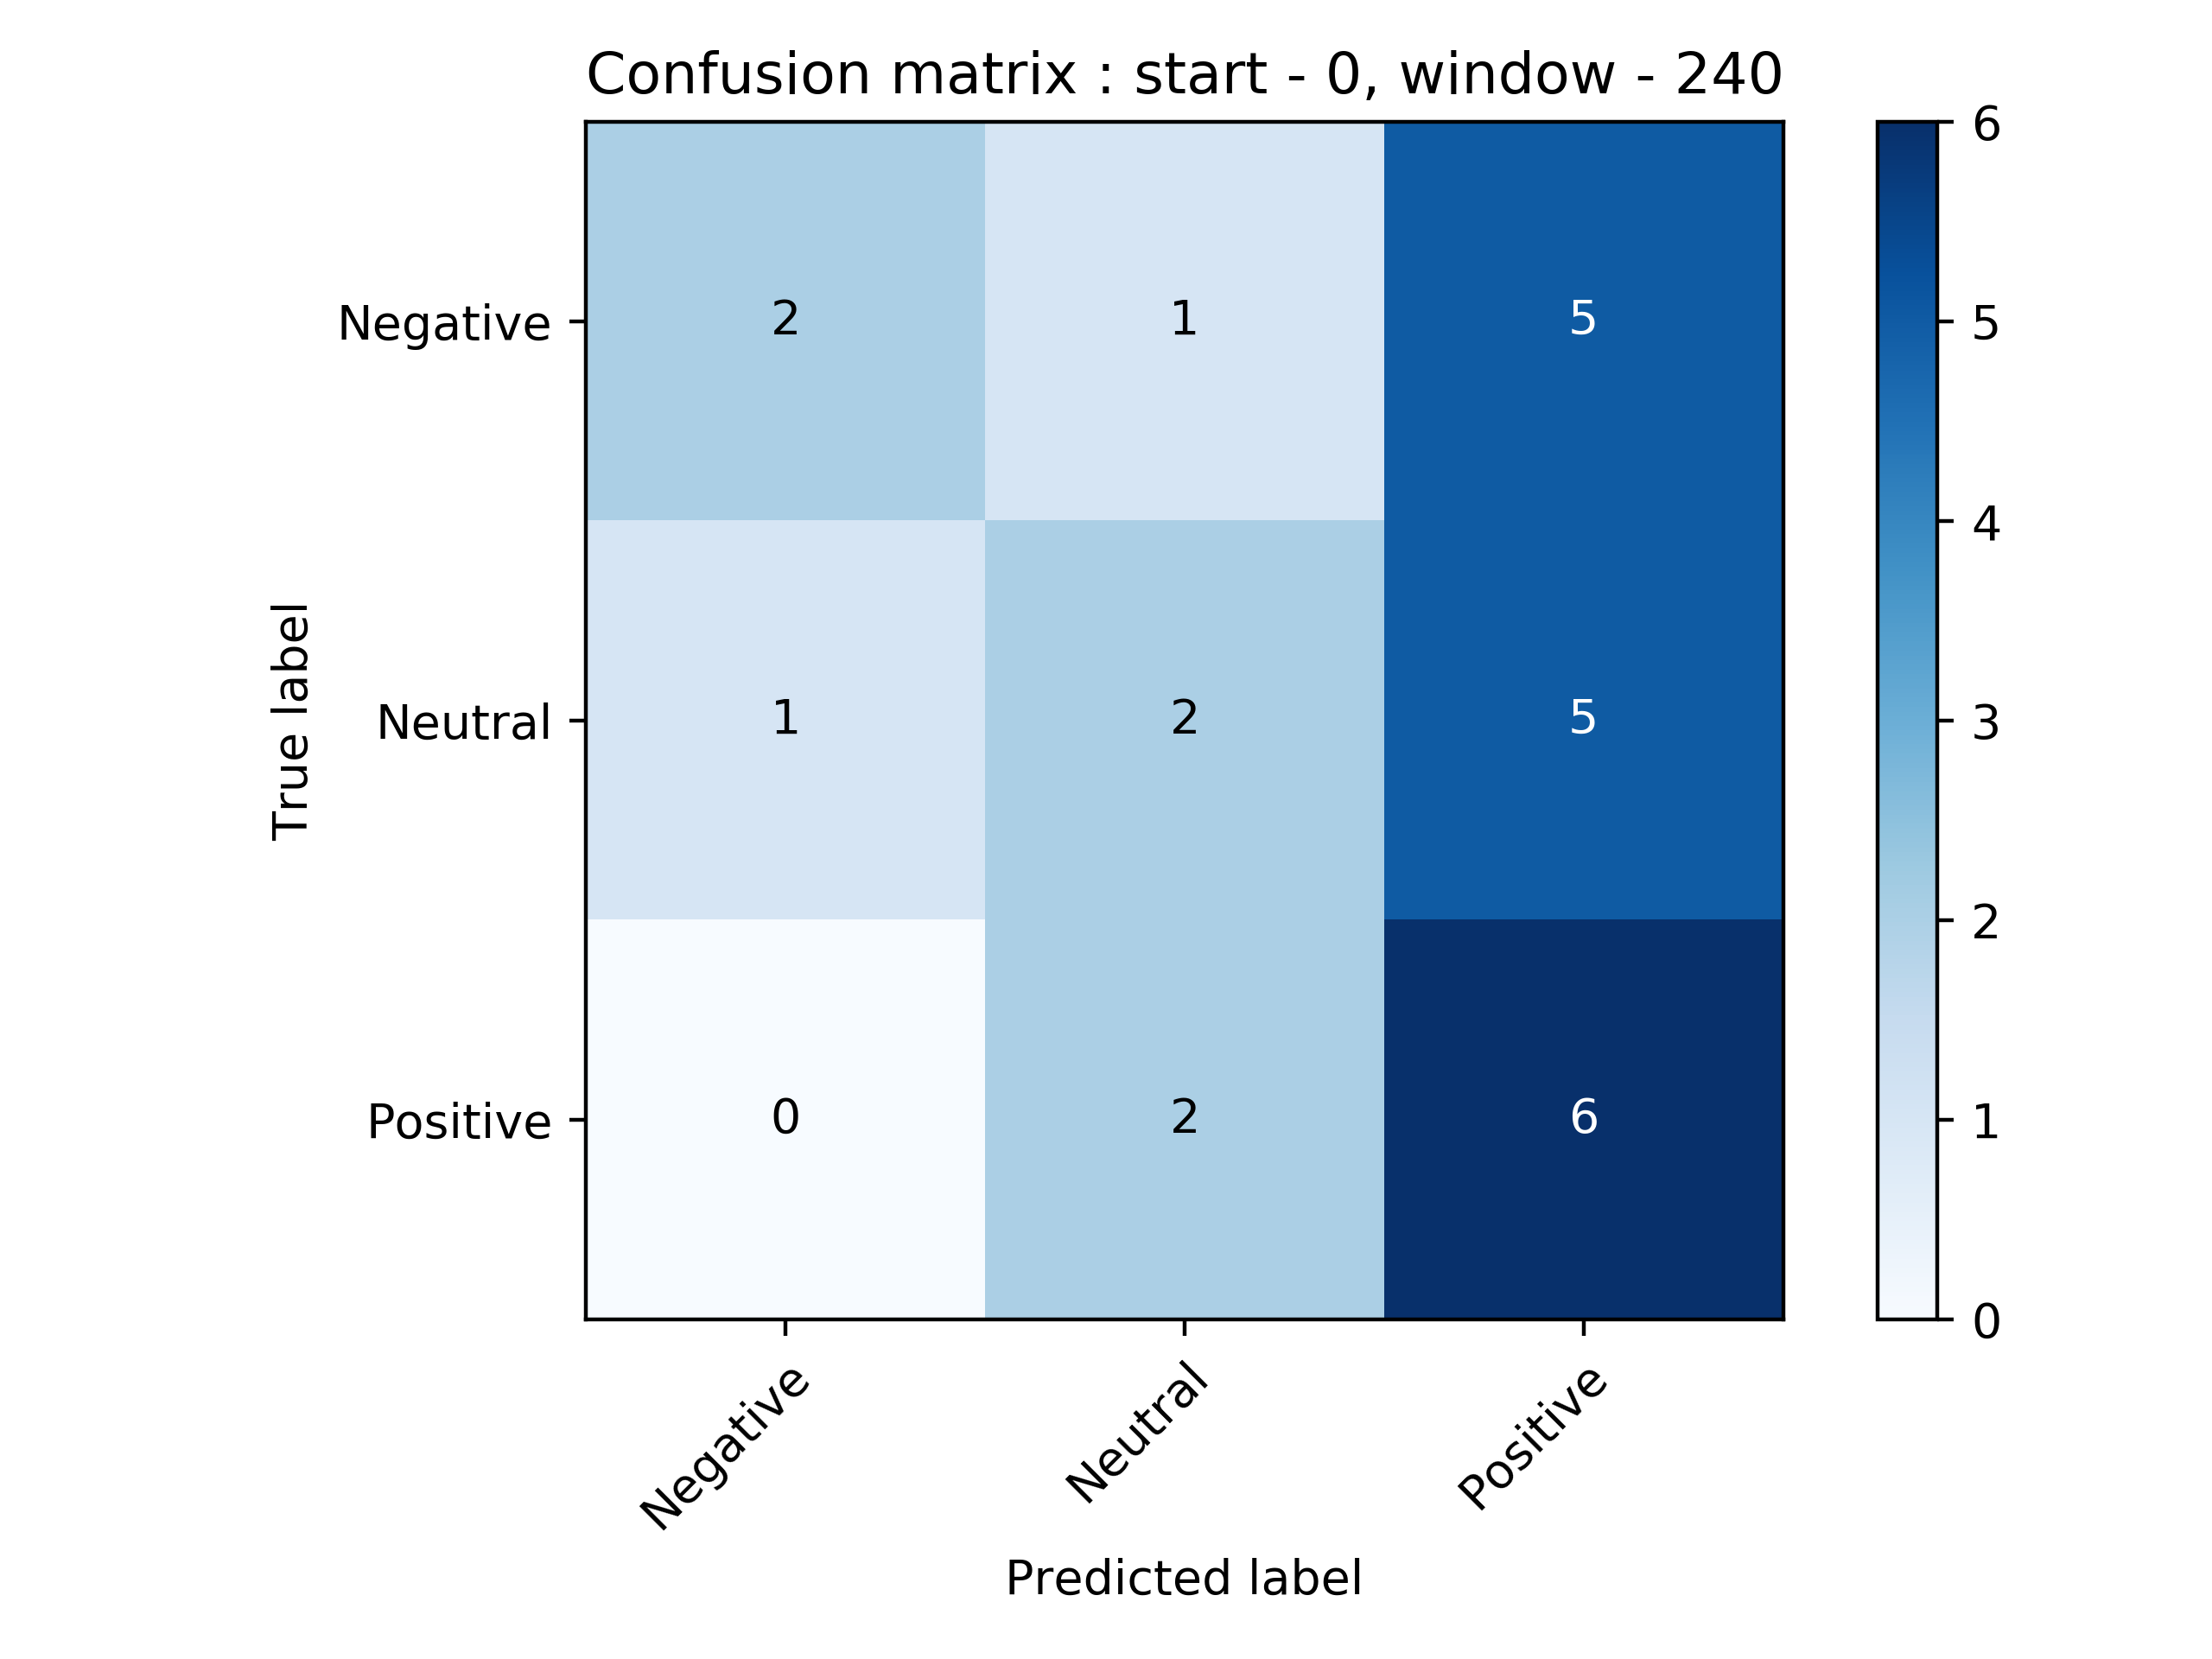 Confusion matrix : start - 0, window - 240
6
5
4
3
2
1
0
True label
Negative
2
1
5
Neutral
1
2
5
Positive
0
2
6
Negative
Neutral
Positive
Predicted label